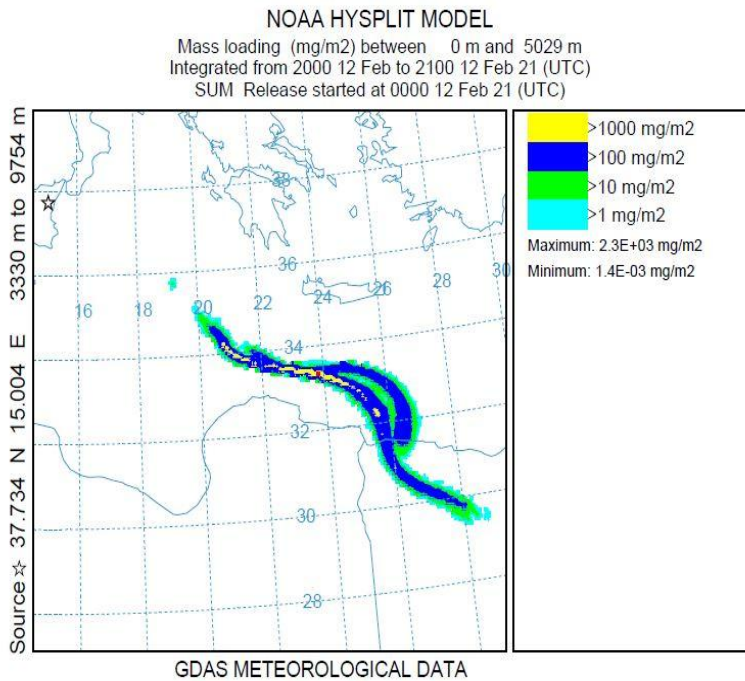 NOAA HYSPLIT MODEL
Mass loading (mg/m2) between 0 m and 5029 m
Integrated from 2000 12 Feb to 2100 12 Feb 21 (UTC)
SUM Release started at 0000 12 Feb 21 (UTC)
Source ☆ 37.734 N 15.004 E 3330 m to 9754 m
>1000 mg/m2
>100 mg/m2
>10 mg/m2
>1 mg/m2
Maximum: 2.3E+03 mg/m2
Minimum: 1.4E-03 mg/m2
38
36
16 18 20 22 24 26 28 30
34
32
30
28
GDAS METEOROLOGICAL DATA